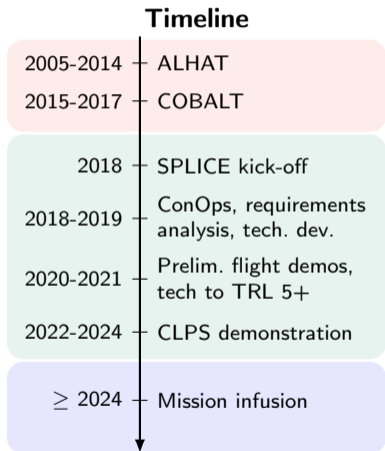 Timeline
2005-2014 ALHAT
2015-2017 COBALT
2018 SPLICE kick-off
2018-2019 ConOps, requirements
analysis, tech. dev.
2020-2021 Prelim. flight demos,
tech to TRL 5+
2022-2024 CLPS demonstration
≥ 2024 Mission infusion